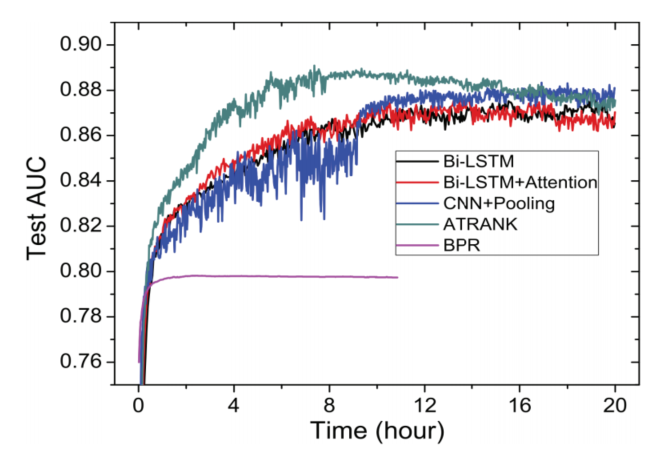 0.90
0.88
0.86
0.84
0.82
0.80
0.78
0.76
Test AUC
Bi-LSTM
Bi-LSTM+Attention
CNN+Pooling
ATRANK
BPR
0 4 8 12 16 20
Time (hour)